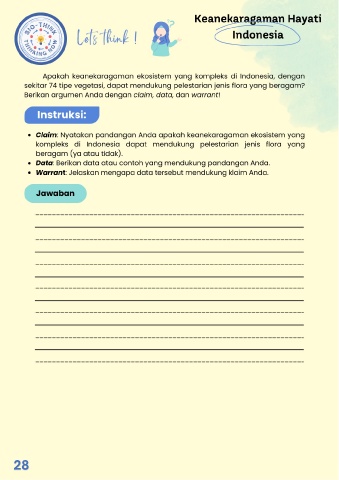 Keanekaragaman Hayati
Indonesia
BIO-THINK
THINKING FOR
Let's think !
Apakah keanekaragaman ekosistem yang kompleks di Indonesia, dengan
sekitar 74 tipe vegetasi, dapat mendukung pelestarian jenis flora yang beragam?
Berikan argumen Anda dengan claim, data, dan warrant!
Instruksi:
• Claim: Nyatakan pandangan Anda apakah keanekaragaman ekosistem yang
kompleks di Indonesia dapat mendukung pelestarian jenis flora yang
beragam (ya atau tidak).
• Data: Berikan data atau contoh yang mendukung pandangan Anda.
• Warrant: Jelaskan mengapa data tersebut mendukung klaim Anda.
Jawaban
28